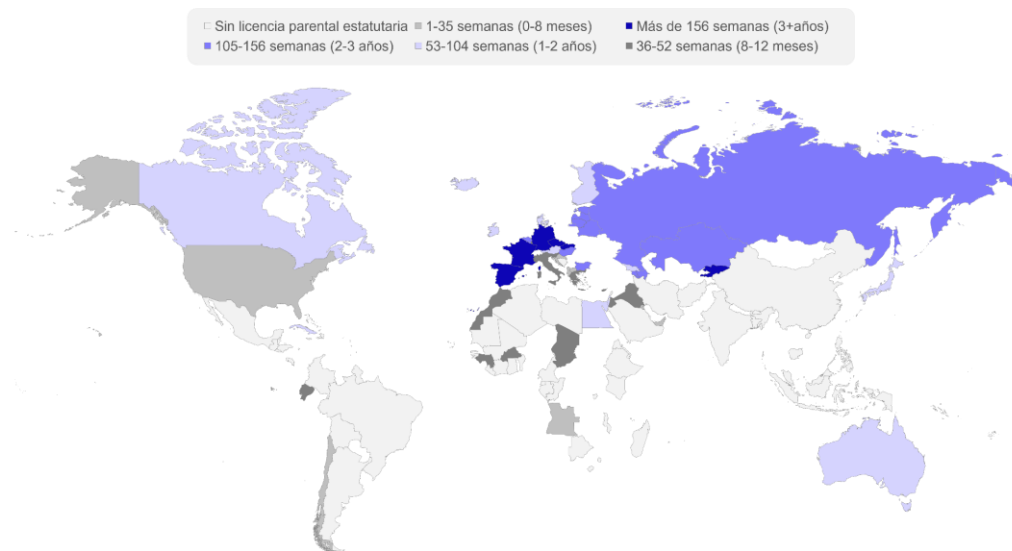 Sin licencia parental estatutaria 1-35 semanas (0-8 meses) Más de 156 semanas (3+años)
105-156 semanas (2-3 años) 53-104 semanas (1-2 años) 36-52 semanas (8-12 meses)